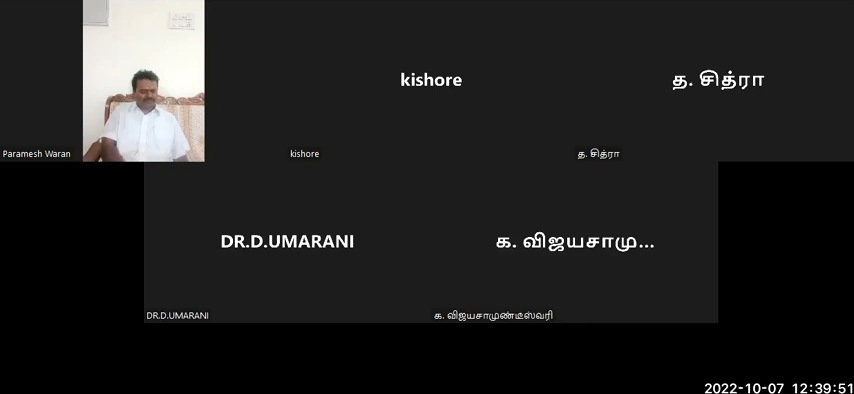 kishore
த. சித்ரா
Paramesh Waran
kishore
த. சித்ரா
DR.D.UMARANI
க. விஜயசாமு...
DR.D.UMARANI
க. விஜயசாமுண்டீஸ்வரி
2022-10-07 12:39:51